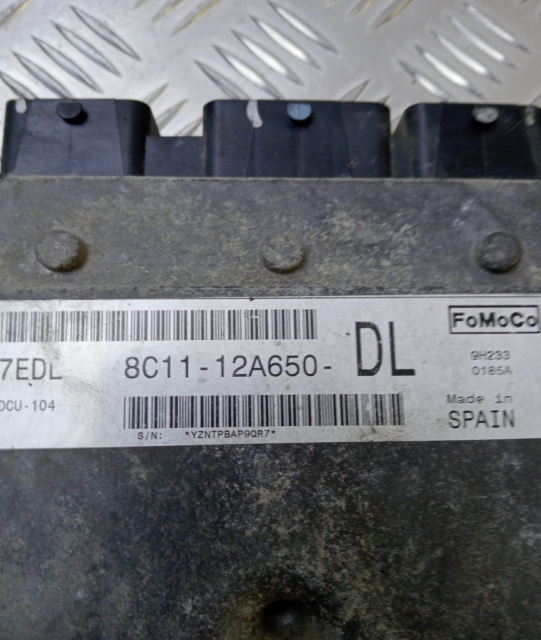 FoMoCo
7EDL 8C11-12A650-DL
9H233
0185A
DCU-104
Made in
SPAIN
S/N: *YZNTPBAP9QR7*